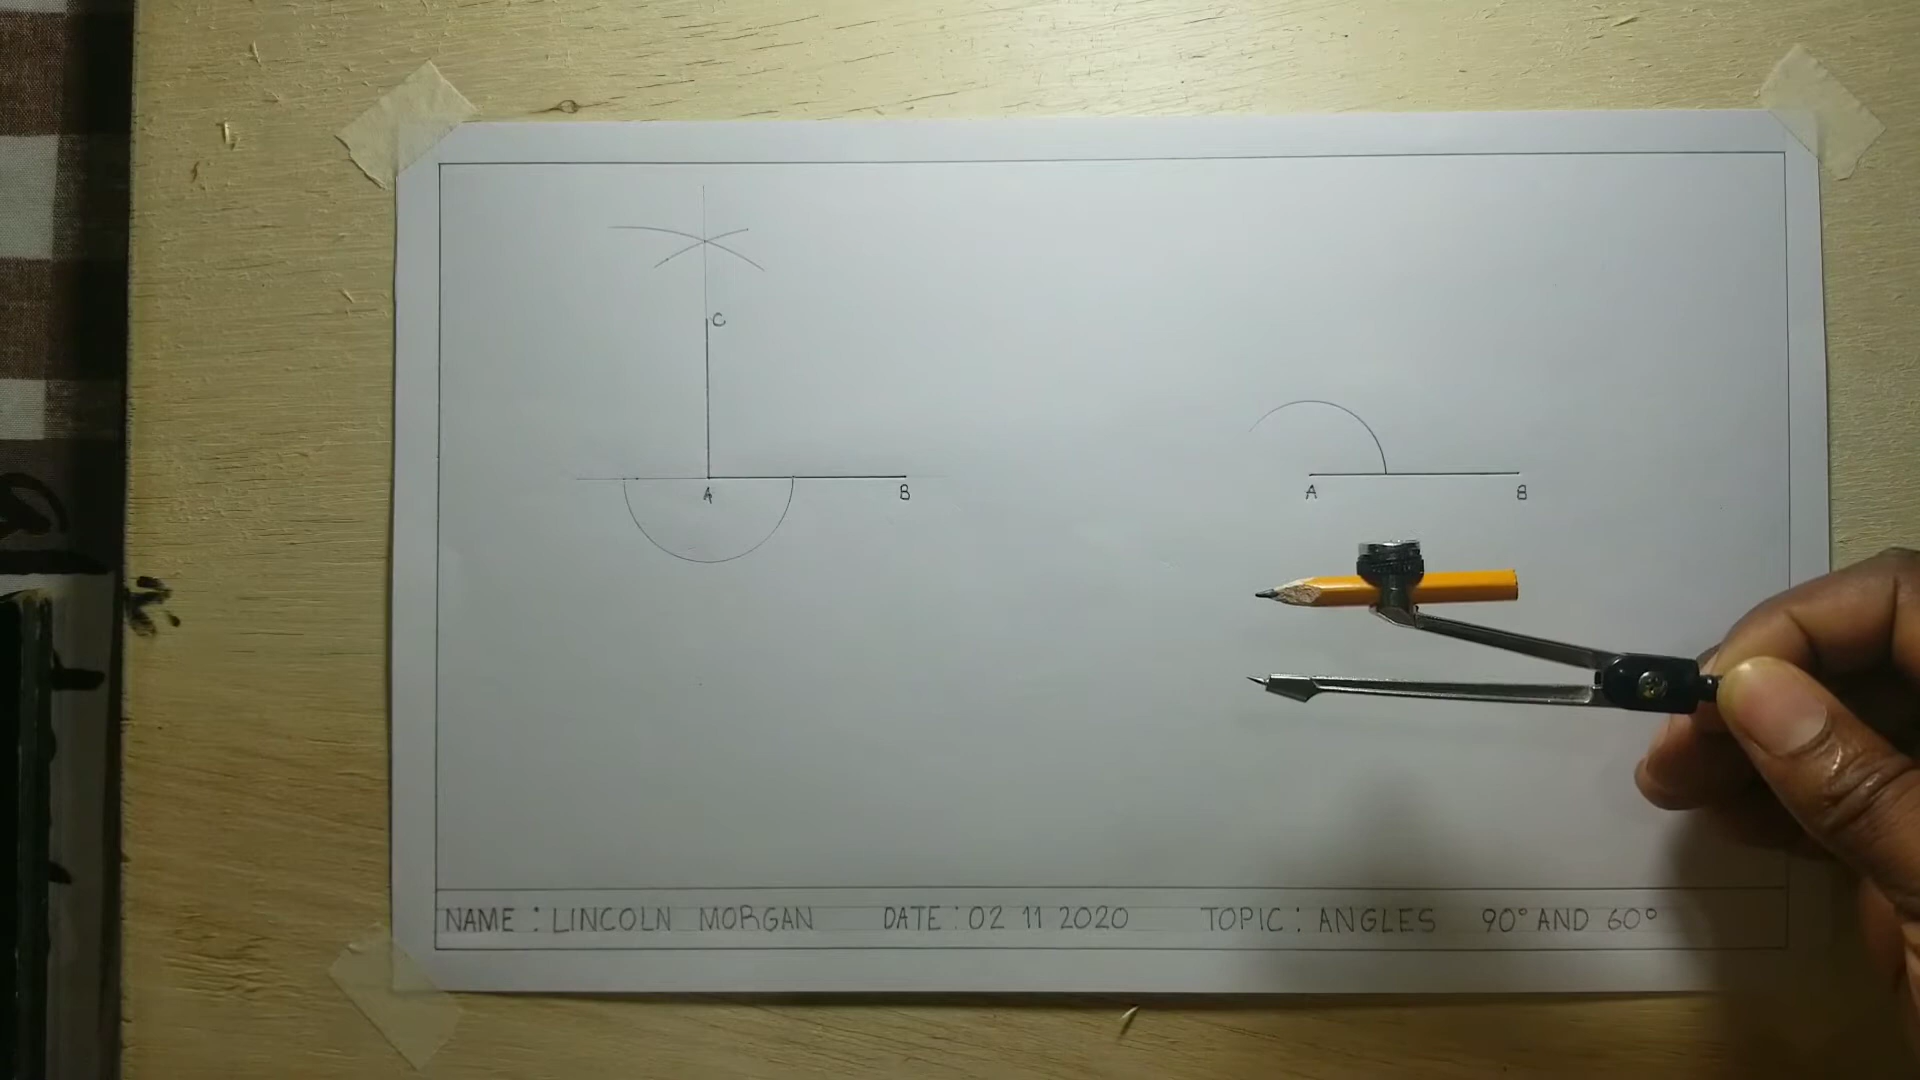 C
A B
A B
NAME : LINCOLN MORGAN DATE : 02 11 2020 TOPIC : ANGLES 90° AND 60°